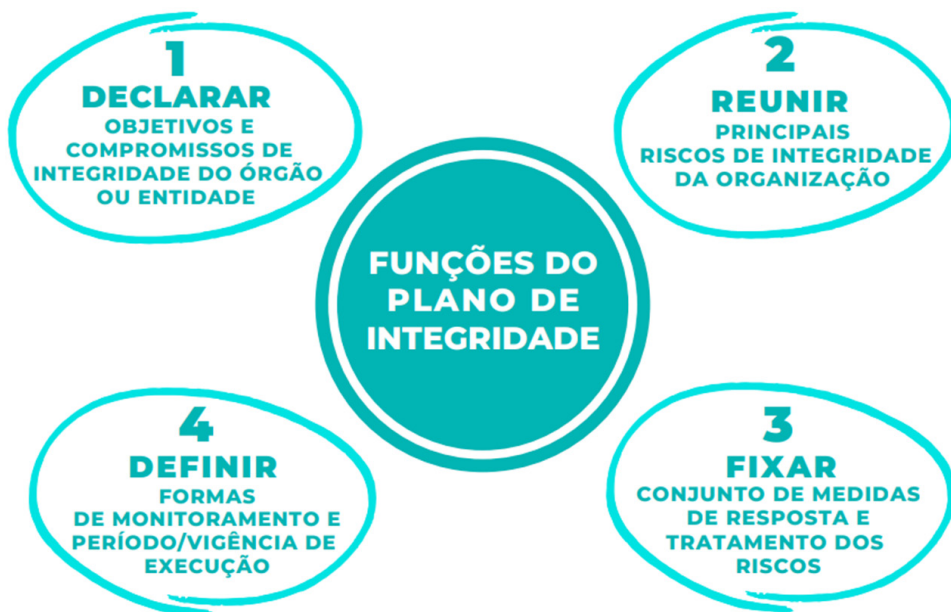 1
DECLARAR
OBJETIVOS E
COMPROMISSOS DE
INTEGRIDADE DO ÓRGÃO
OU ENTIDADE
2
REUNIR
PRINCIPAIS
RISCOS DE INTEGRIDADE
DA ORGANIZAÇÃO
FUNÇÕES DO
PLANO DE
INTEGRIDADE
4
DEFINIR
FORMAS
DE MONITORAMENTO E
PERÍODO/VIGÊNCIA DE
EXECUÇÃO
3
FIXAR
CONJUNTO DE MEDIDAS
DE RESPOSTA E
TRATAMENTO DOS
RISCOS